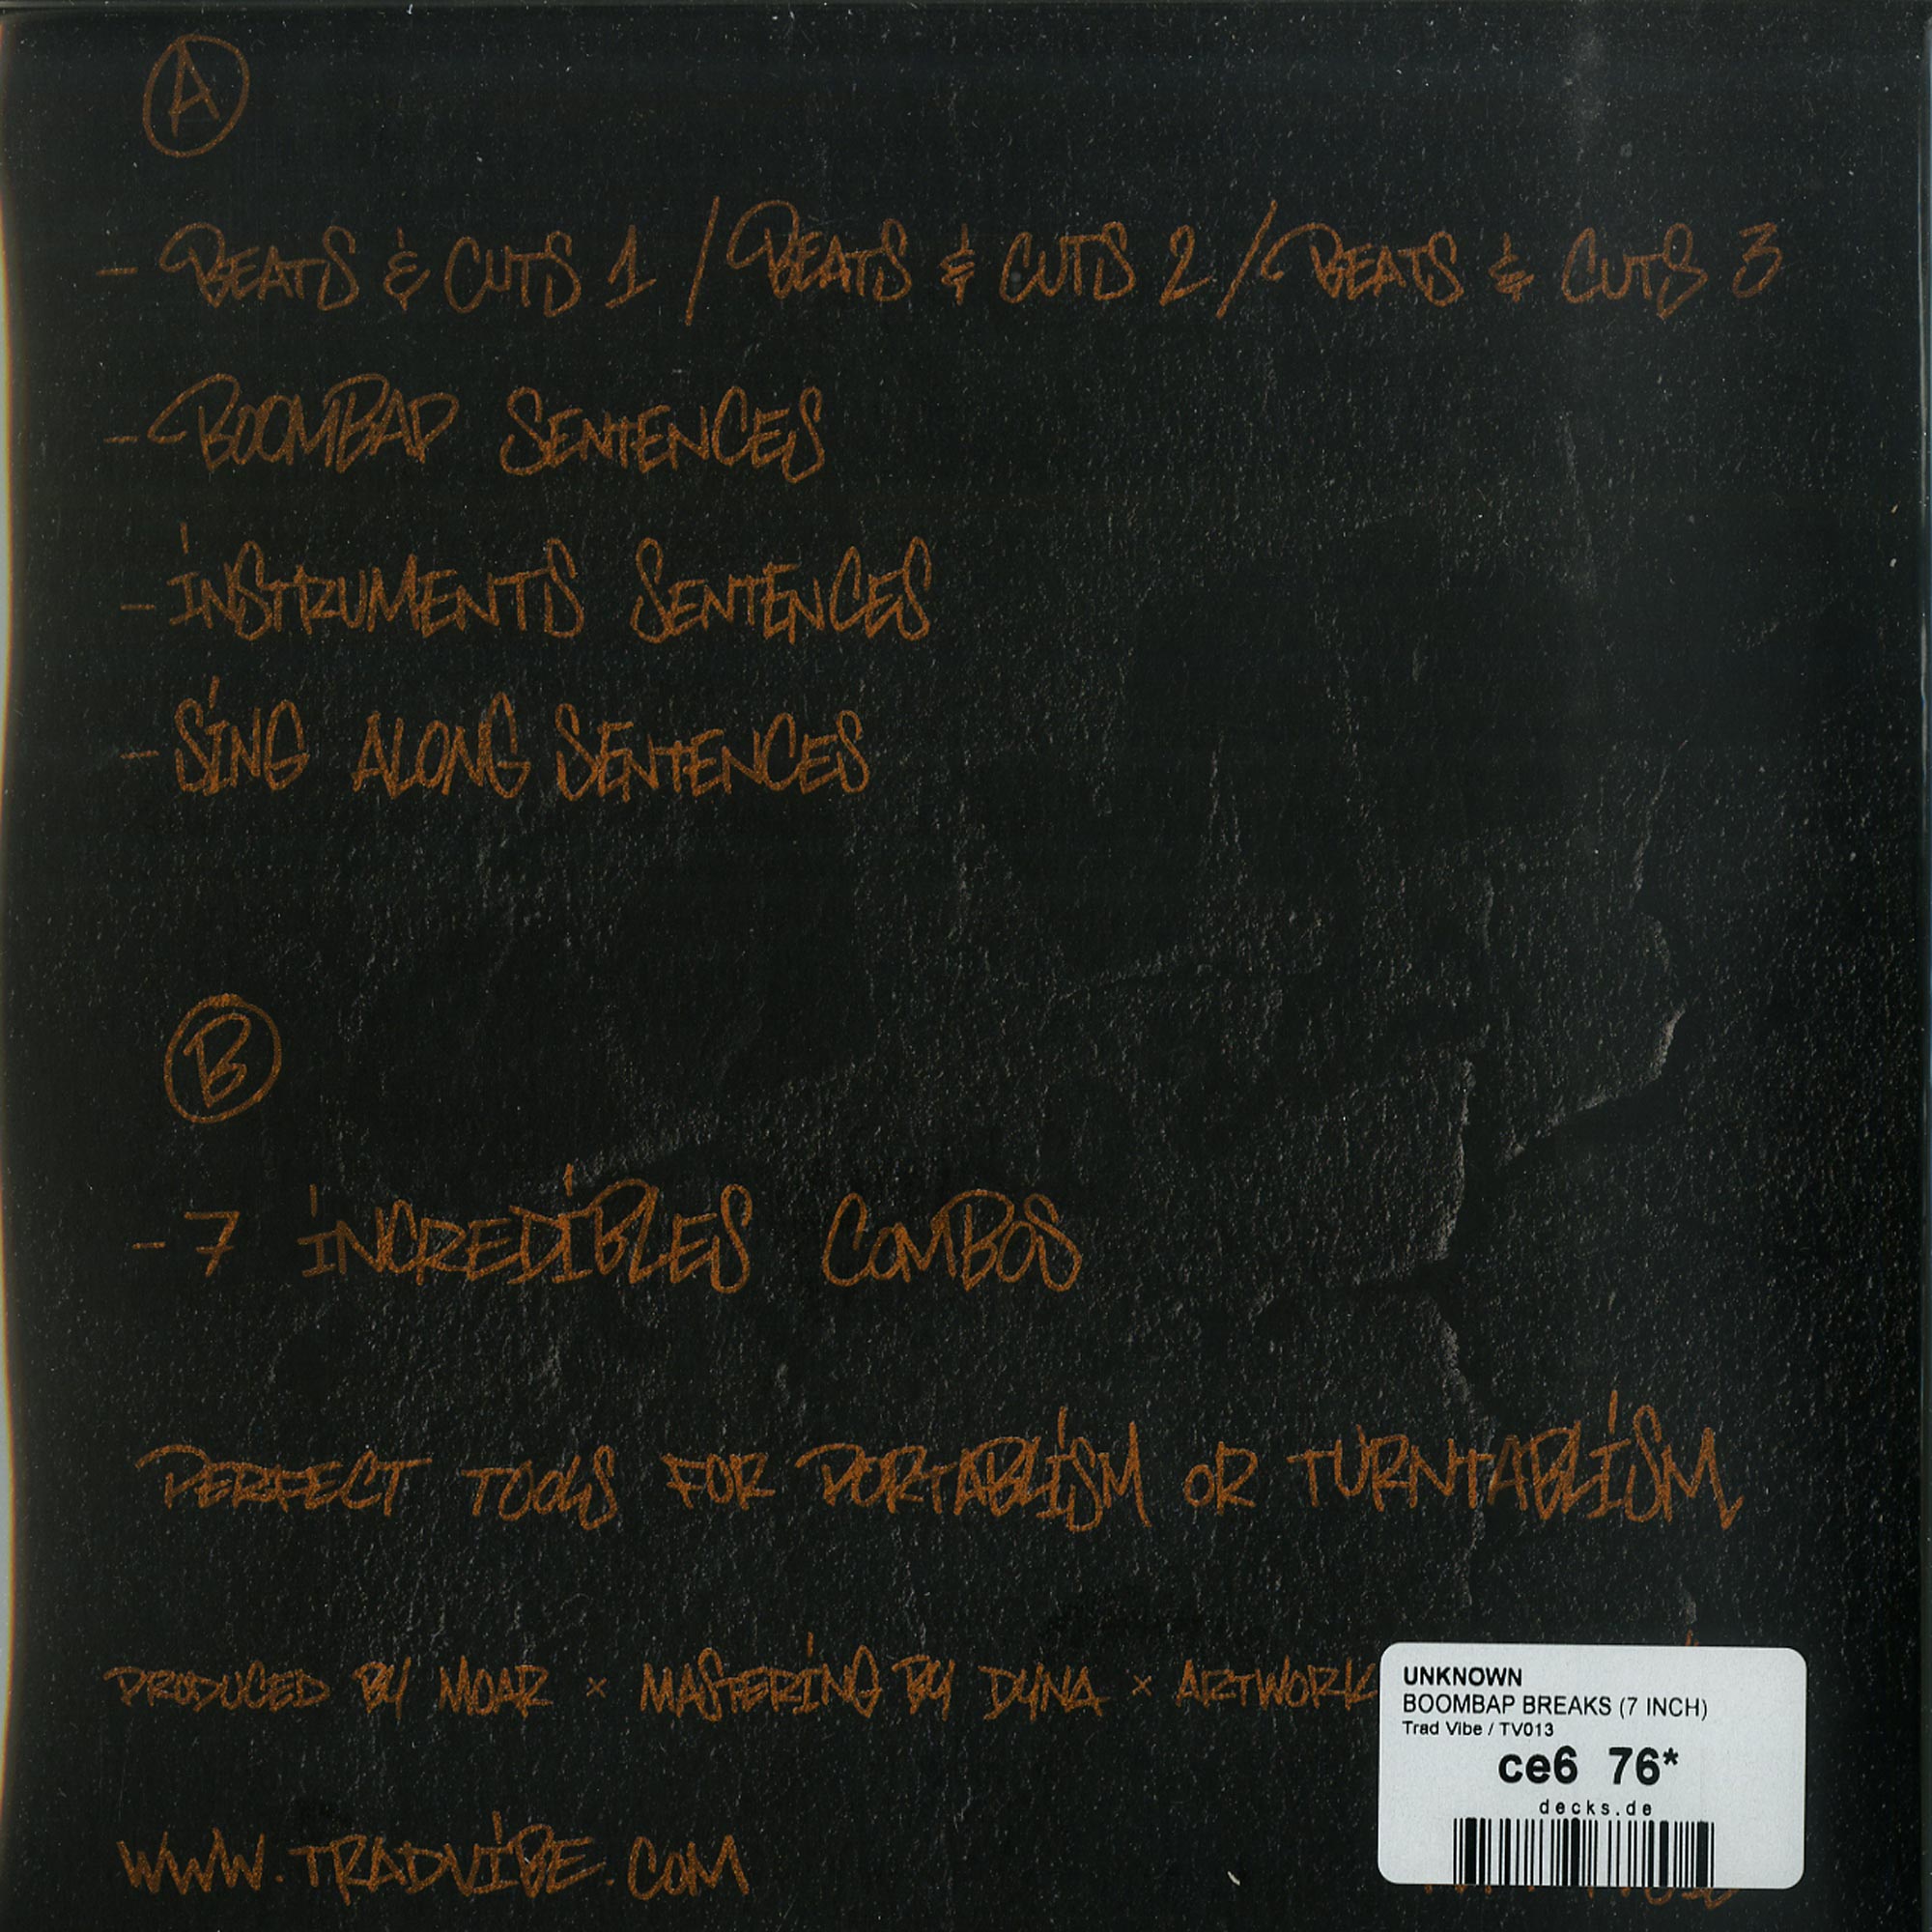 A
- BEATS & CUTS 1 / BEATS & CUTS 2 / BEATS & CUTS 3
- BOOMBAP SENTENCES
- INSTRUMENTS SENTENCES
- SING ALONG SENTENCES
B
- 7 INCREDIBLES COMBOS
PERFECT TOOLS FOR PORTABLISM OR TURNTABLISM
PRODUCED BY MOAR × MASTERING BY DYNA × ARTWORK
WWW.TRADVIBE.COM
UNKNOWN
BOOMBAP BREAKS (7 INCH)
Trad Vibe / TV013
ce6 76*
decks.de